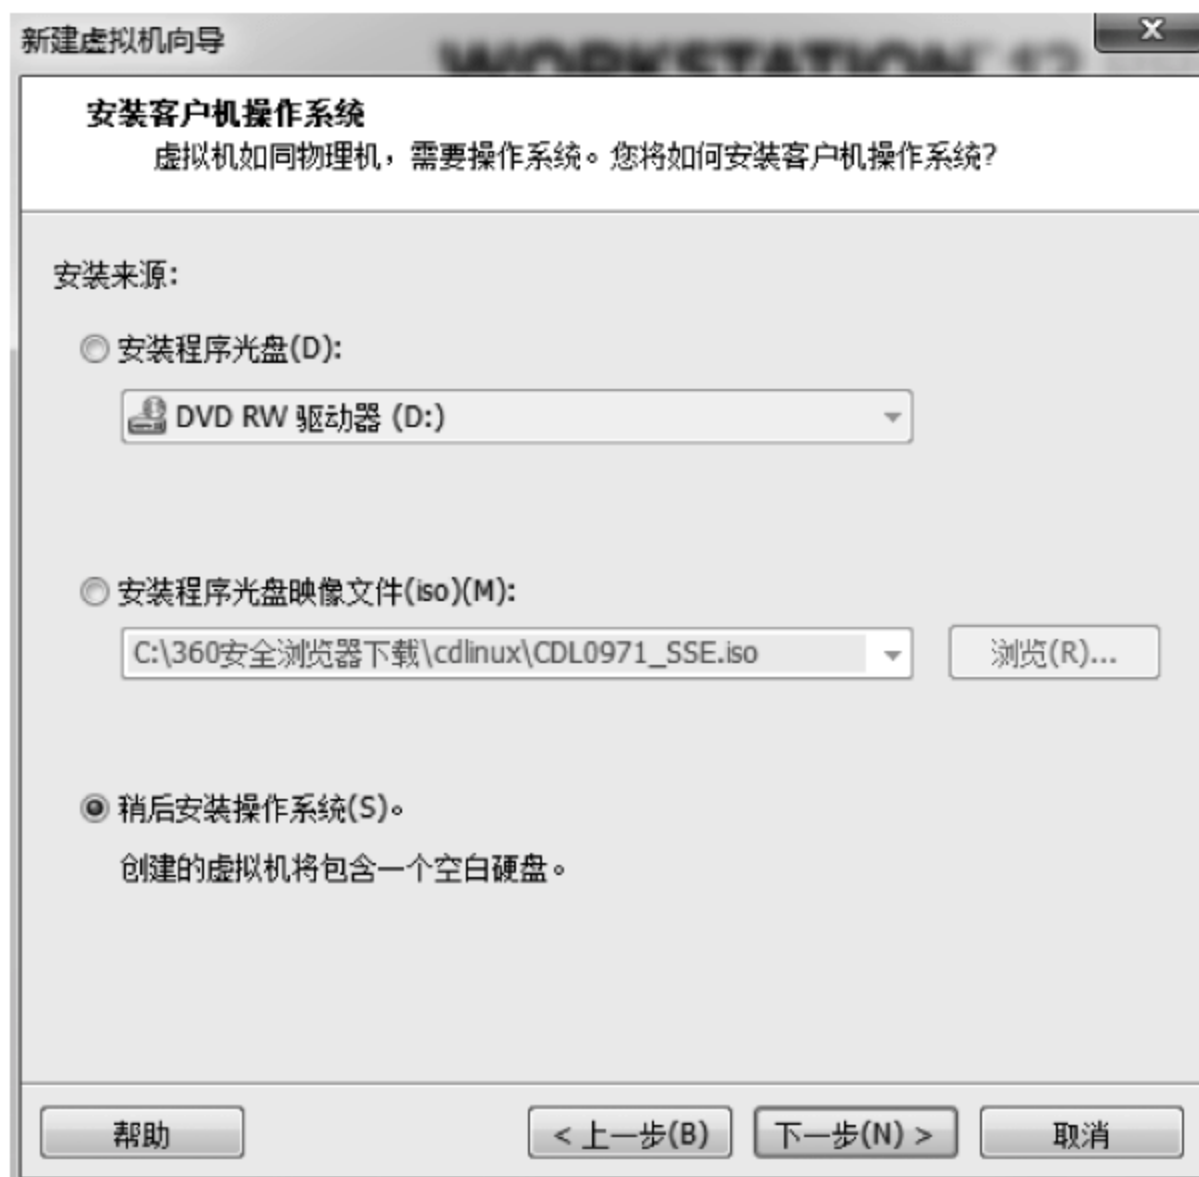 新建虚拟机向导
WORKSTATION 12
X
安装客户机操作系统
虚拟机如同物理机，需要操作系统。您将如何安装客户机操作系统?
安装来源:
安装程序光盘(D):
DVD RW 驱动器 (D:)
安装程序光盘映像文件(iso)(M):
C:\360安全浏览器下载\cdlinux\CDL0971_SSE.iso
浏览(R)...
稍后安装操作系统(S)。
创建的虚拟机将包含一个空白硬盘。
帮助
< 上一步(B)
下一步(N) >
取消